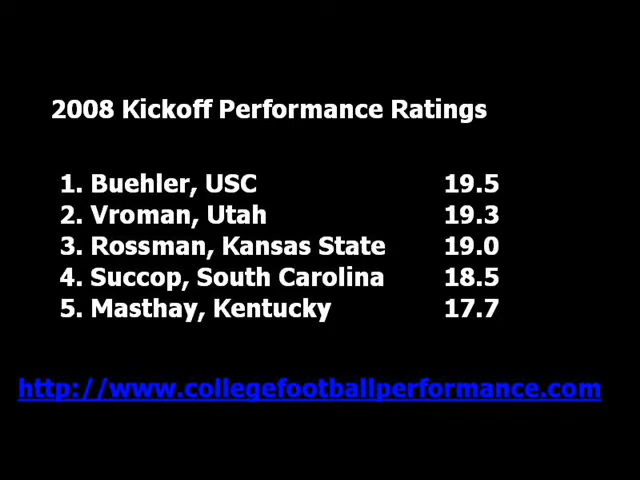 2008 Kickoff Performance Ratings
1. Buehler, USC 19.5
2. Vroman, Utah 19.3
3. Rossman, Kansas State 19.0
4. Succop, South Carolina 18.5
5. Masthay, Kentucky 17.7
http://www.collegefootballperformance.com